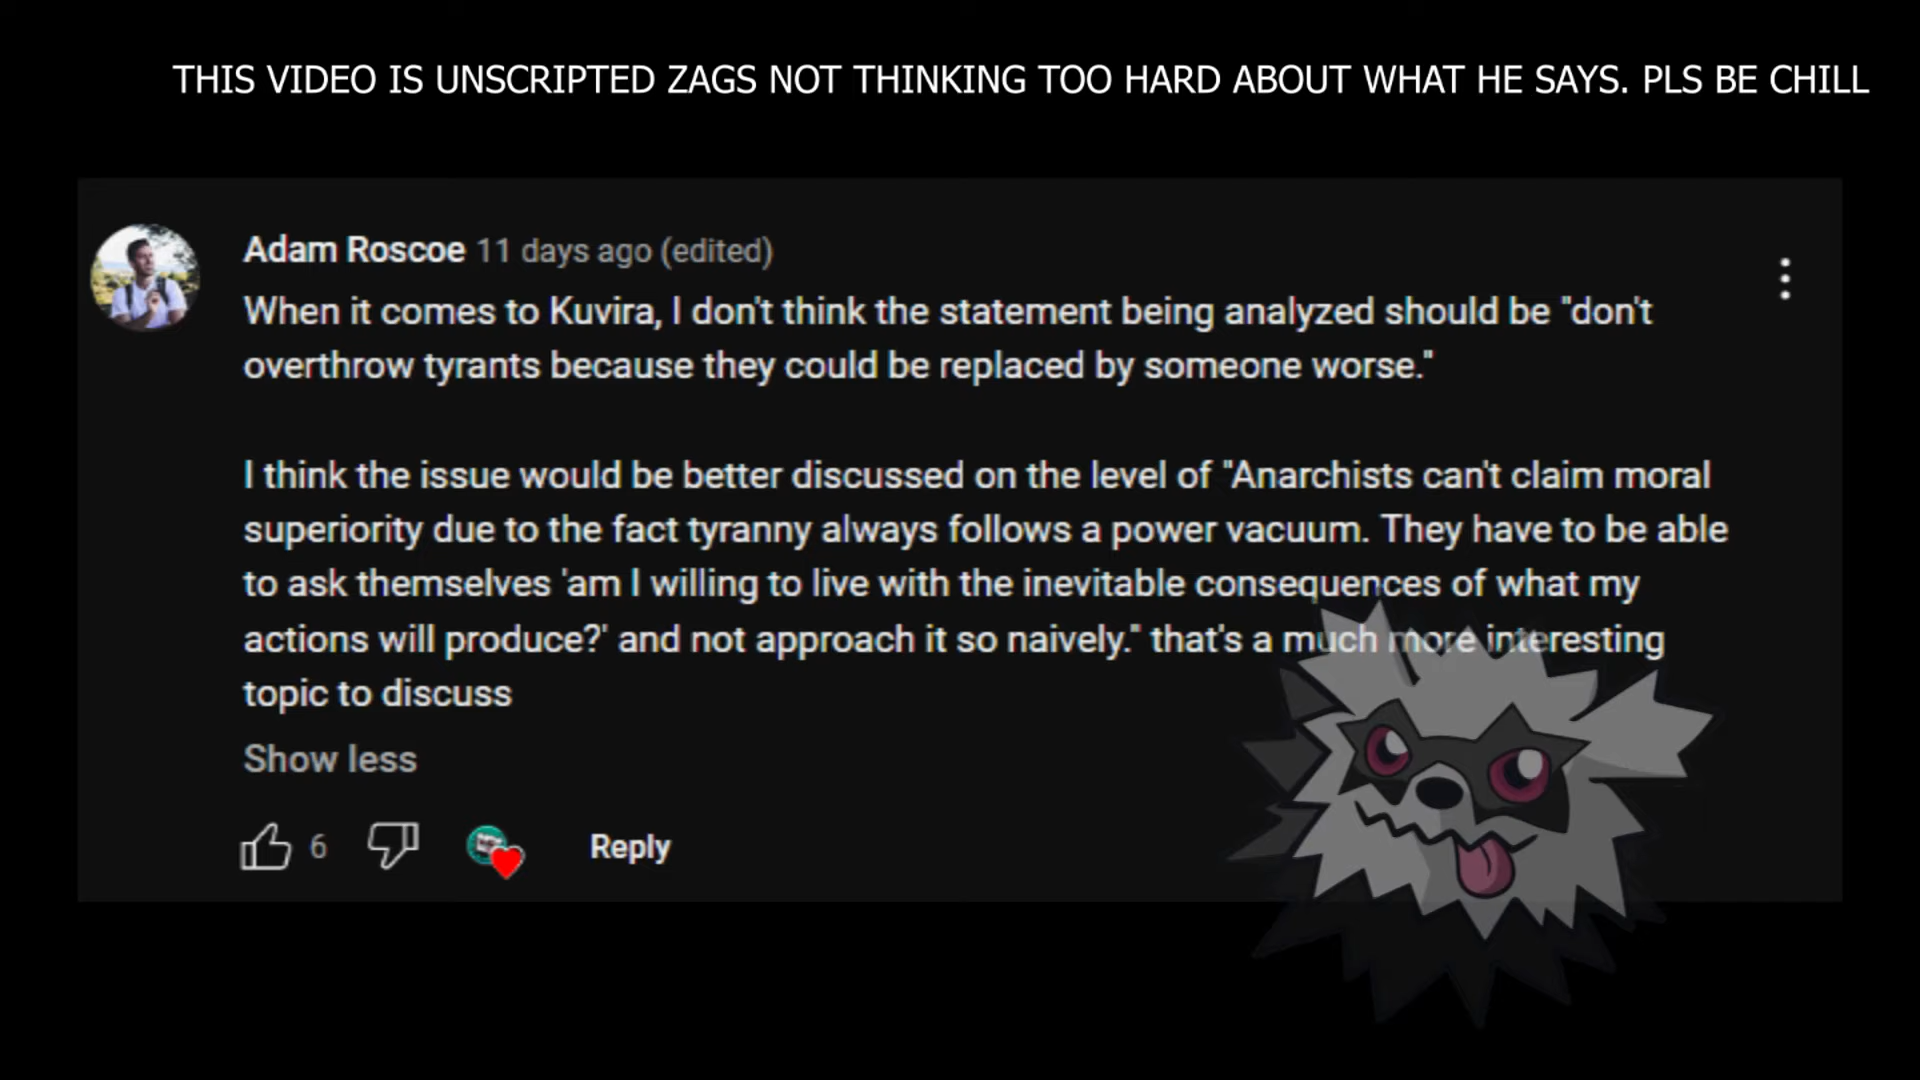 THIS VIDEO IS UNSCRIPTED ZAGS NOT THINKING TOO HARD ABOUT WHAT HE SAYS. PLS BE CHILL
Adam Roscoe 11 days ago (edited)
When it comes to Kuvira, I don't think the statement being analyzed should be "don't
overthrow tyrants because they could be replaced by someone worse."
I think the issue would be better discussed on the level of "Anarchists can't claim moral
superiority due to the fact tyranny always follows a power vacuum. They have to be able
to ask themselves 'am I willing to live with the inevitable consequences of what my
actions will produce?' and not approach it so naively." that's a much more interesting
topic to discuss
Show less
6
Reply